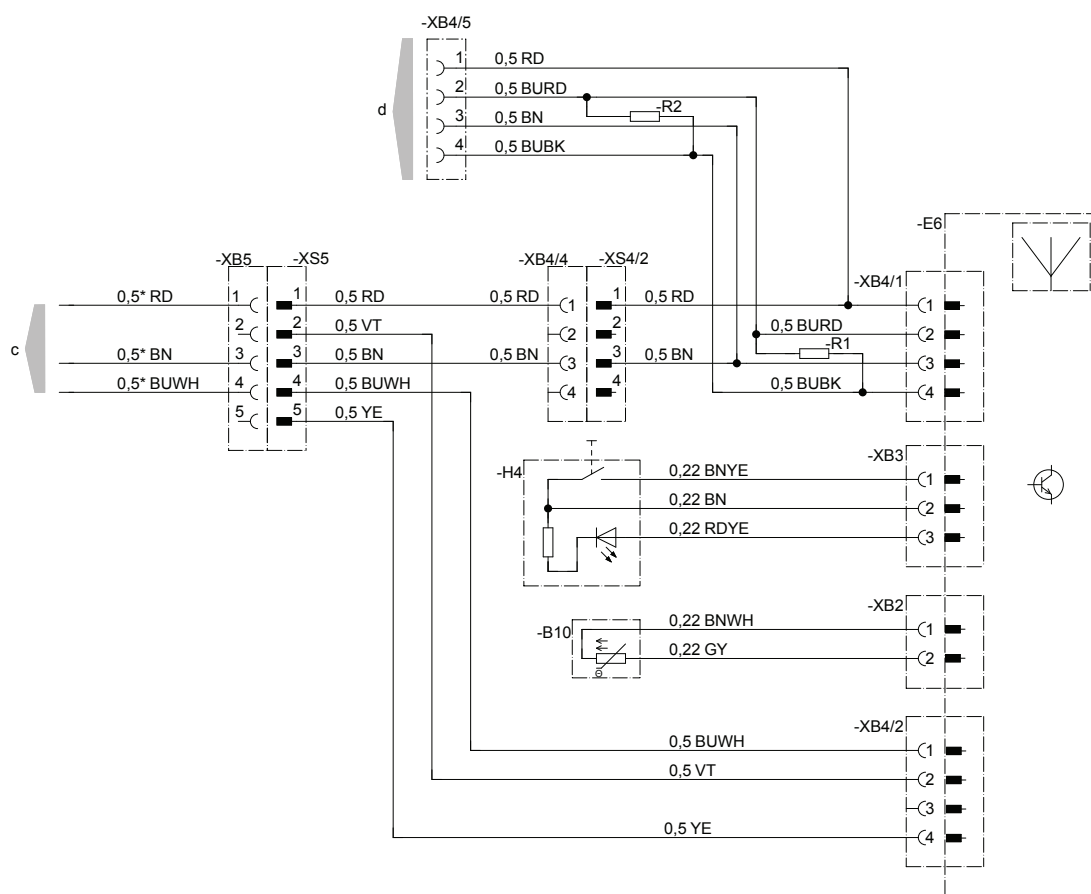 -XB4/5
1 0,5 RD
2 0,5 BURD
-R2
d
3 0,5 BN
4 0,5 BUBK
-E6
-XB5 -XS5 -XB4/4 -XS4/2
-XB4/1
0,5* RD 1 1 0,5 RD 0,5 RD 1 1 0,5 RD 1
2 2 0,5 VT 2 2 0,5 BURD 2
-R1
c
0,5* BN 3 3 0,5 BN 0,5 BN 3 3 0,5 BN 3
0,5* BUWH 4 4 0,5 BUWH 4 4 0,5 BUBK 4
5 5 0,5 YE
-XB3
-H4
0,22 BNYE 1
0,22 BN 2
0,22 RDYE 3
-XB2
-B10
0,22 BNWH 1
0,22 GY 2
-XB4/2
0,5 BUWH 1
0,5 VT 2
3
0,5 YE 4